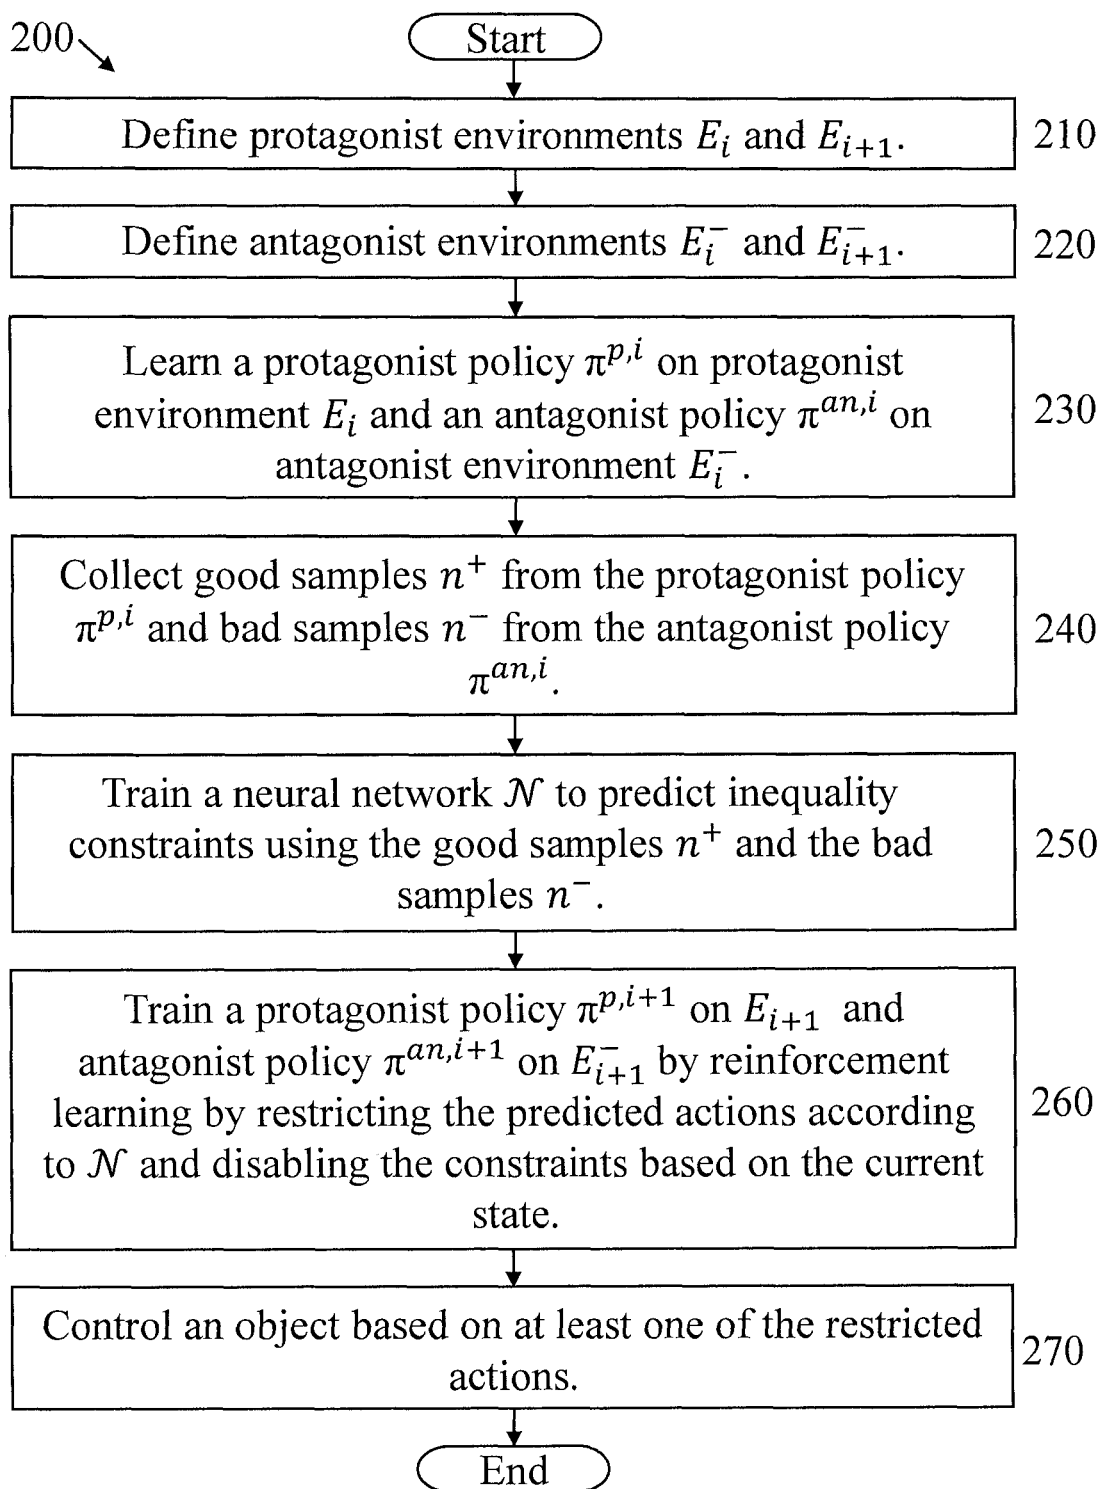 200
Start
Define protagonist environments $E_i$ and $E_{i+1}$.
210
Define antagonist environments $E_i^-$ and $E_{i+1}^-$.
220
Learn a protagonist policy $\pi^{p,i}$ on protagonist
environment $E_i$ and an antagonist policy $\pi^{an,i}$ on
antagonist environment $E_i^-$.
230
Collect good samples $n^+$ from the protagonist policy
$\pi^{p,i}$ and bad samples $n^-$ from the antagonist policy
$\pi^{an,i}$.
240
Train a neural network $\mathcal{N}$ to predict inequality
constraints using the good samples $n^+$ and the bad
samples $n^-$.
250
Train a protagonist policy $\pi^{p,i+1}$ on $E_{i+1}$ and
antagonist policy $\pi^{an,i+1}$ on $E_{i+1}^-$ by reinforcement
learning by restricting the predicted actions according
to $\mathcal{N}$ and disabling the constraints based on the current
state.
260
Control an object based on at least one of the restricted
actions.
270
End